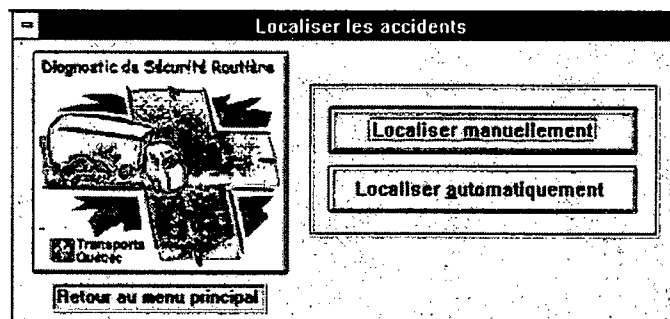 Localiser les accidents
Diagnostic de Sécurité Routière
Localiser manuellement
Localiser automatiquement
Transports
Québec
Retour au menu principal